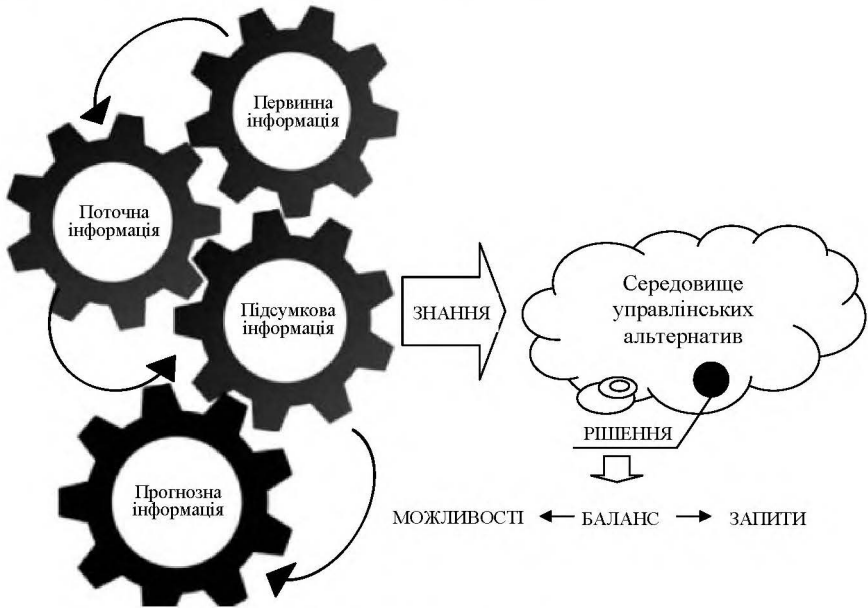 Первинна
інформація
Поточна
інформація
Підсумкова
інформація
Прогнозна
інформація
ЗНАННЯ
Середовище
управлінських
альтернатив
РІШЕННЯ
МОЖЛИВОСТІ БАЛАНС ЗАПИТИ